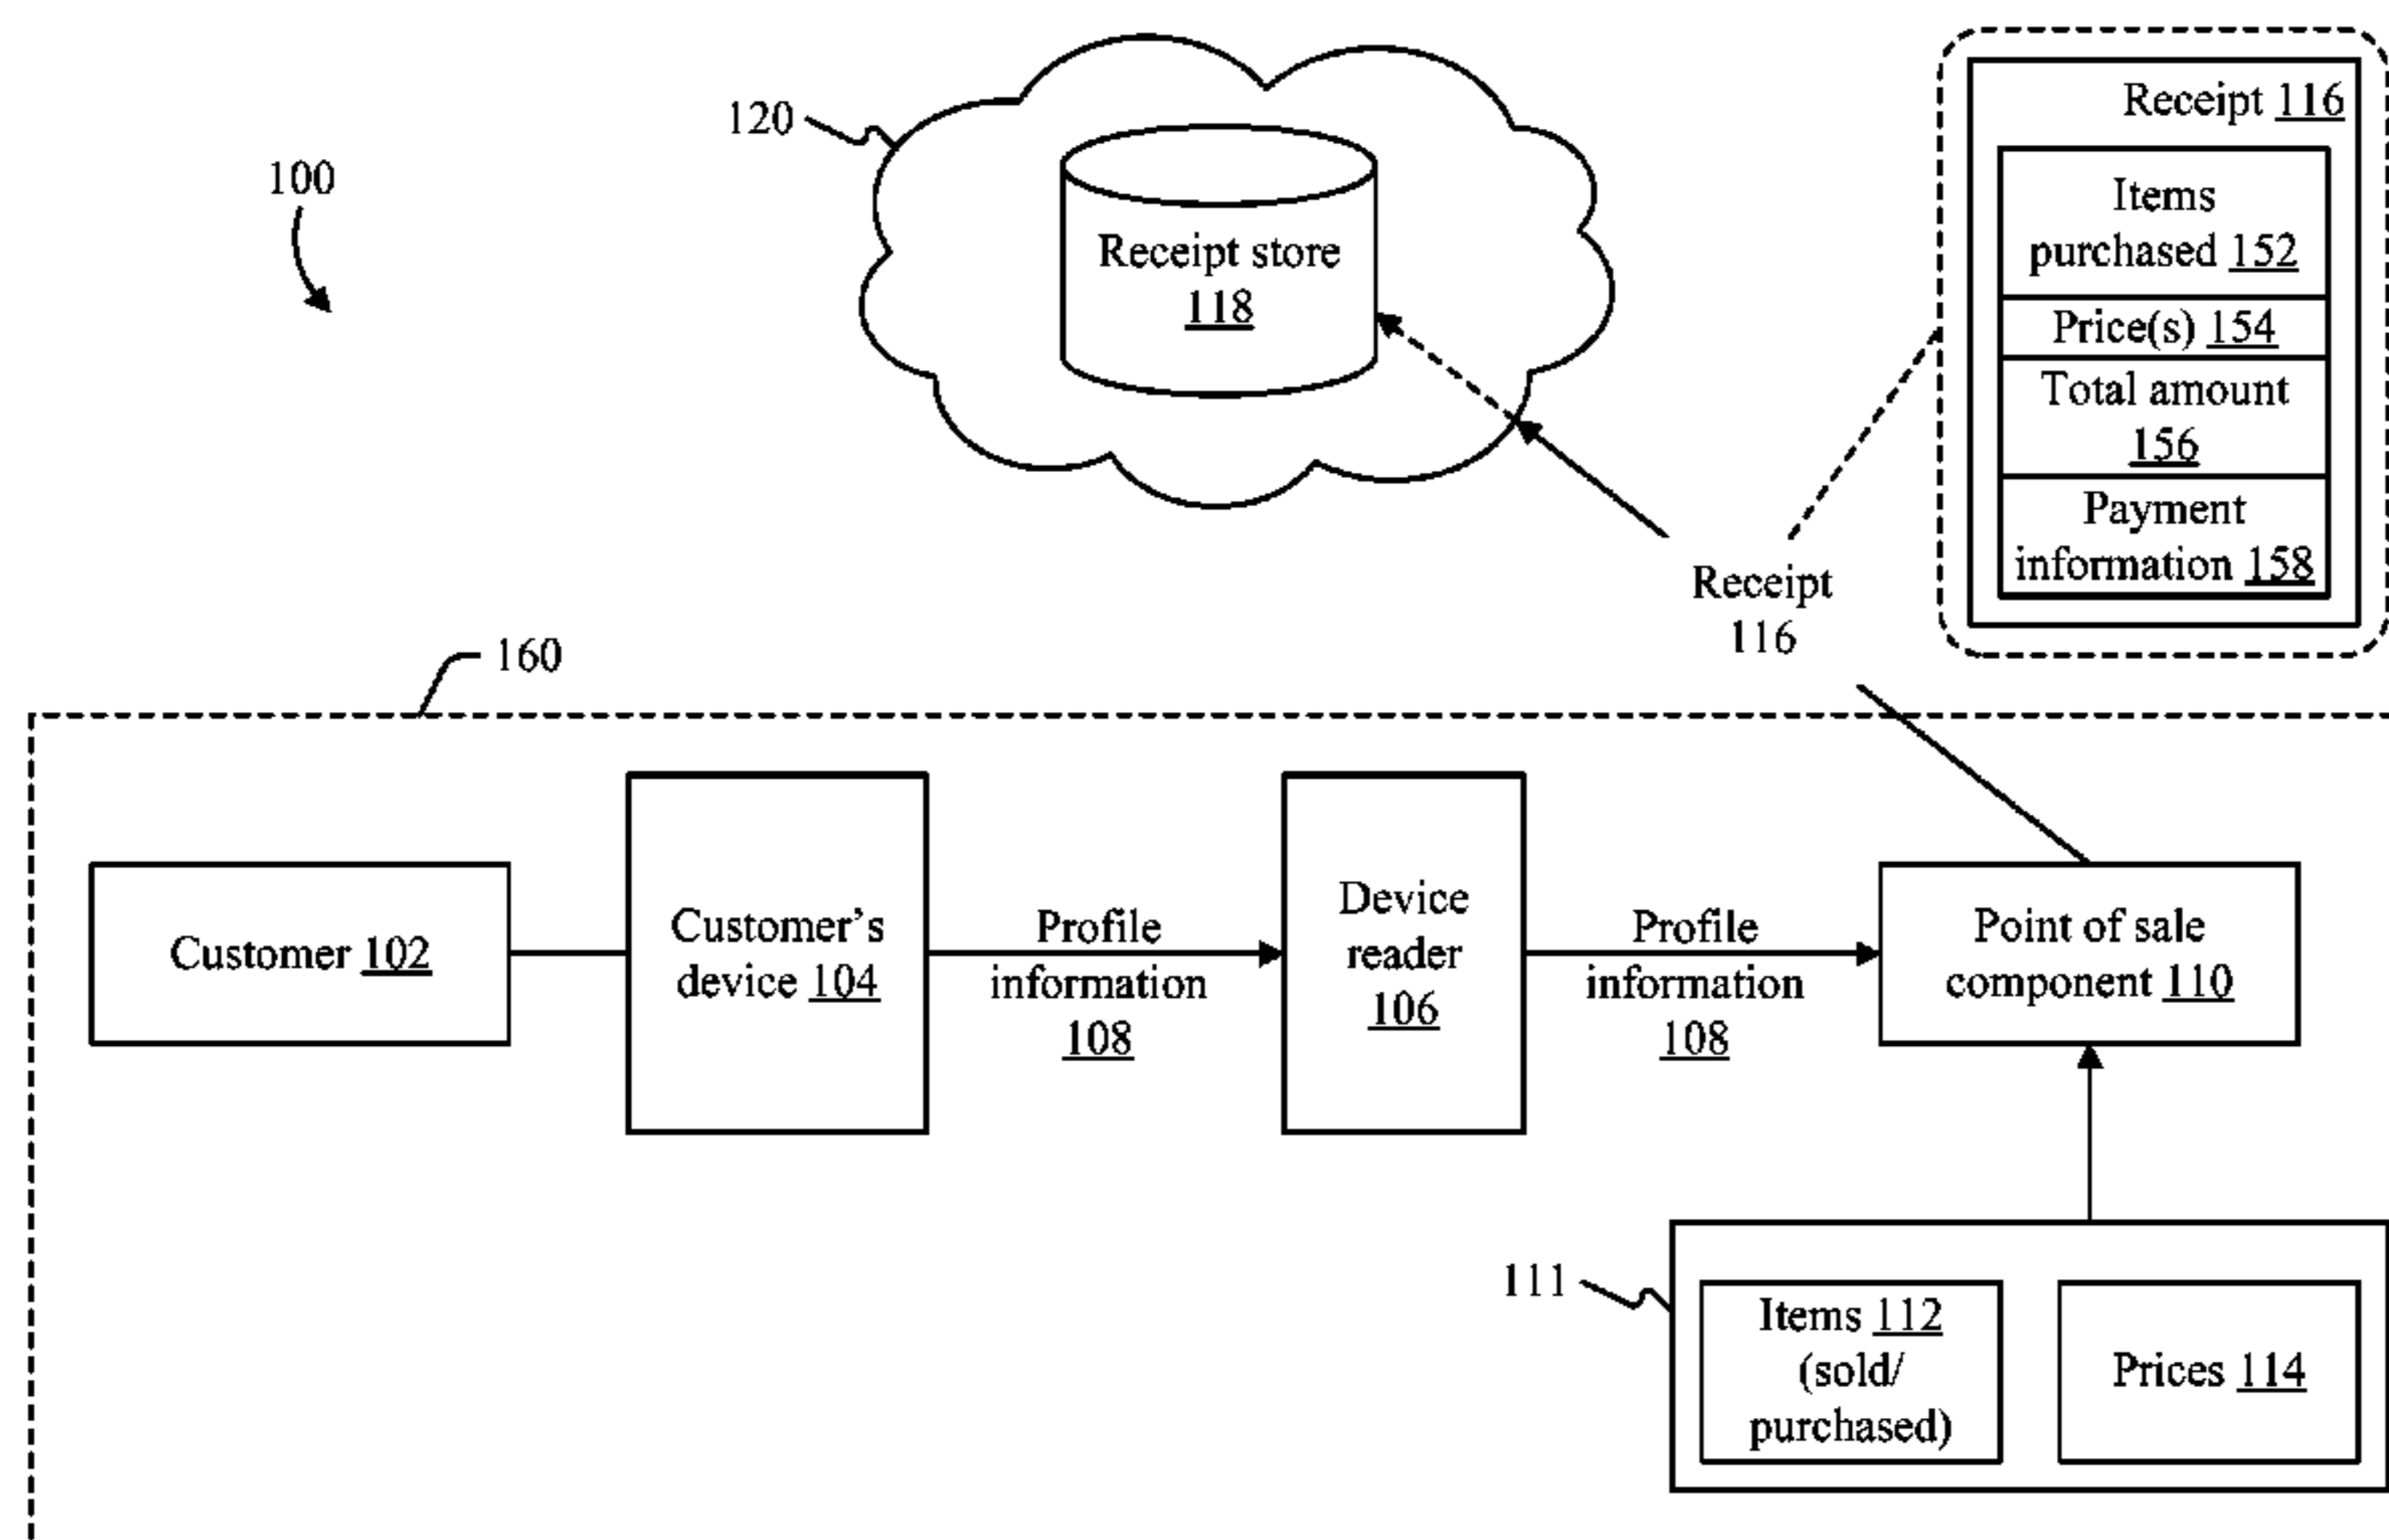 120
100
Receipt store
118
Receipt 116
Items
purchased 152
Price(s) 154
Total amount
156
Payment
information 158
Receipt
116
160
Customer 102
Customer’s
device 104
Profile
information
108
Device
reader
106
Profile
information
108
Point of sale
component 110
111
Items 112
(sold/
purchased)
Prices 114